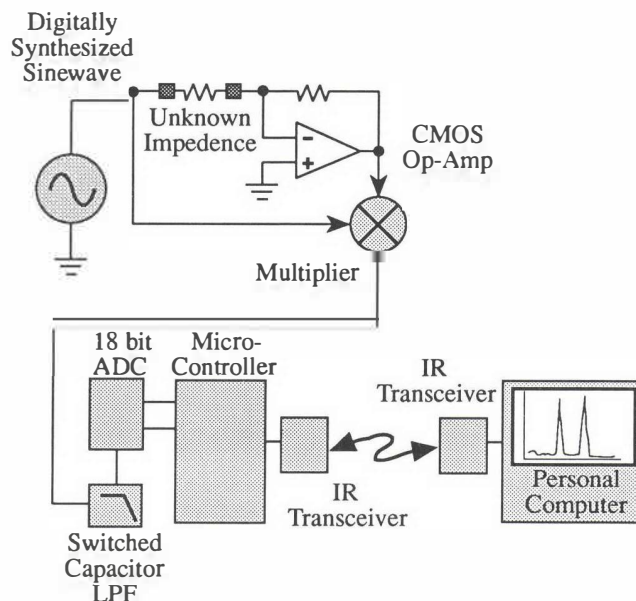 Digitally
Synthesized
Sinewave
Unknown
Impedence
-
+
CMOS
Op-Amp
Multiplier
18 bit
ADC
Micro-
Controller
IR
Transceiver
IR
Transceiver
Personal
Computer
Switched
Capacitor
LPF